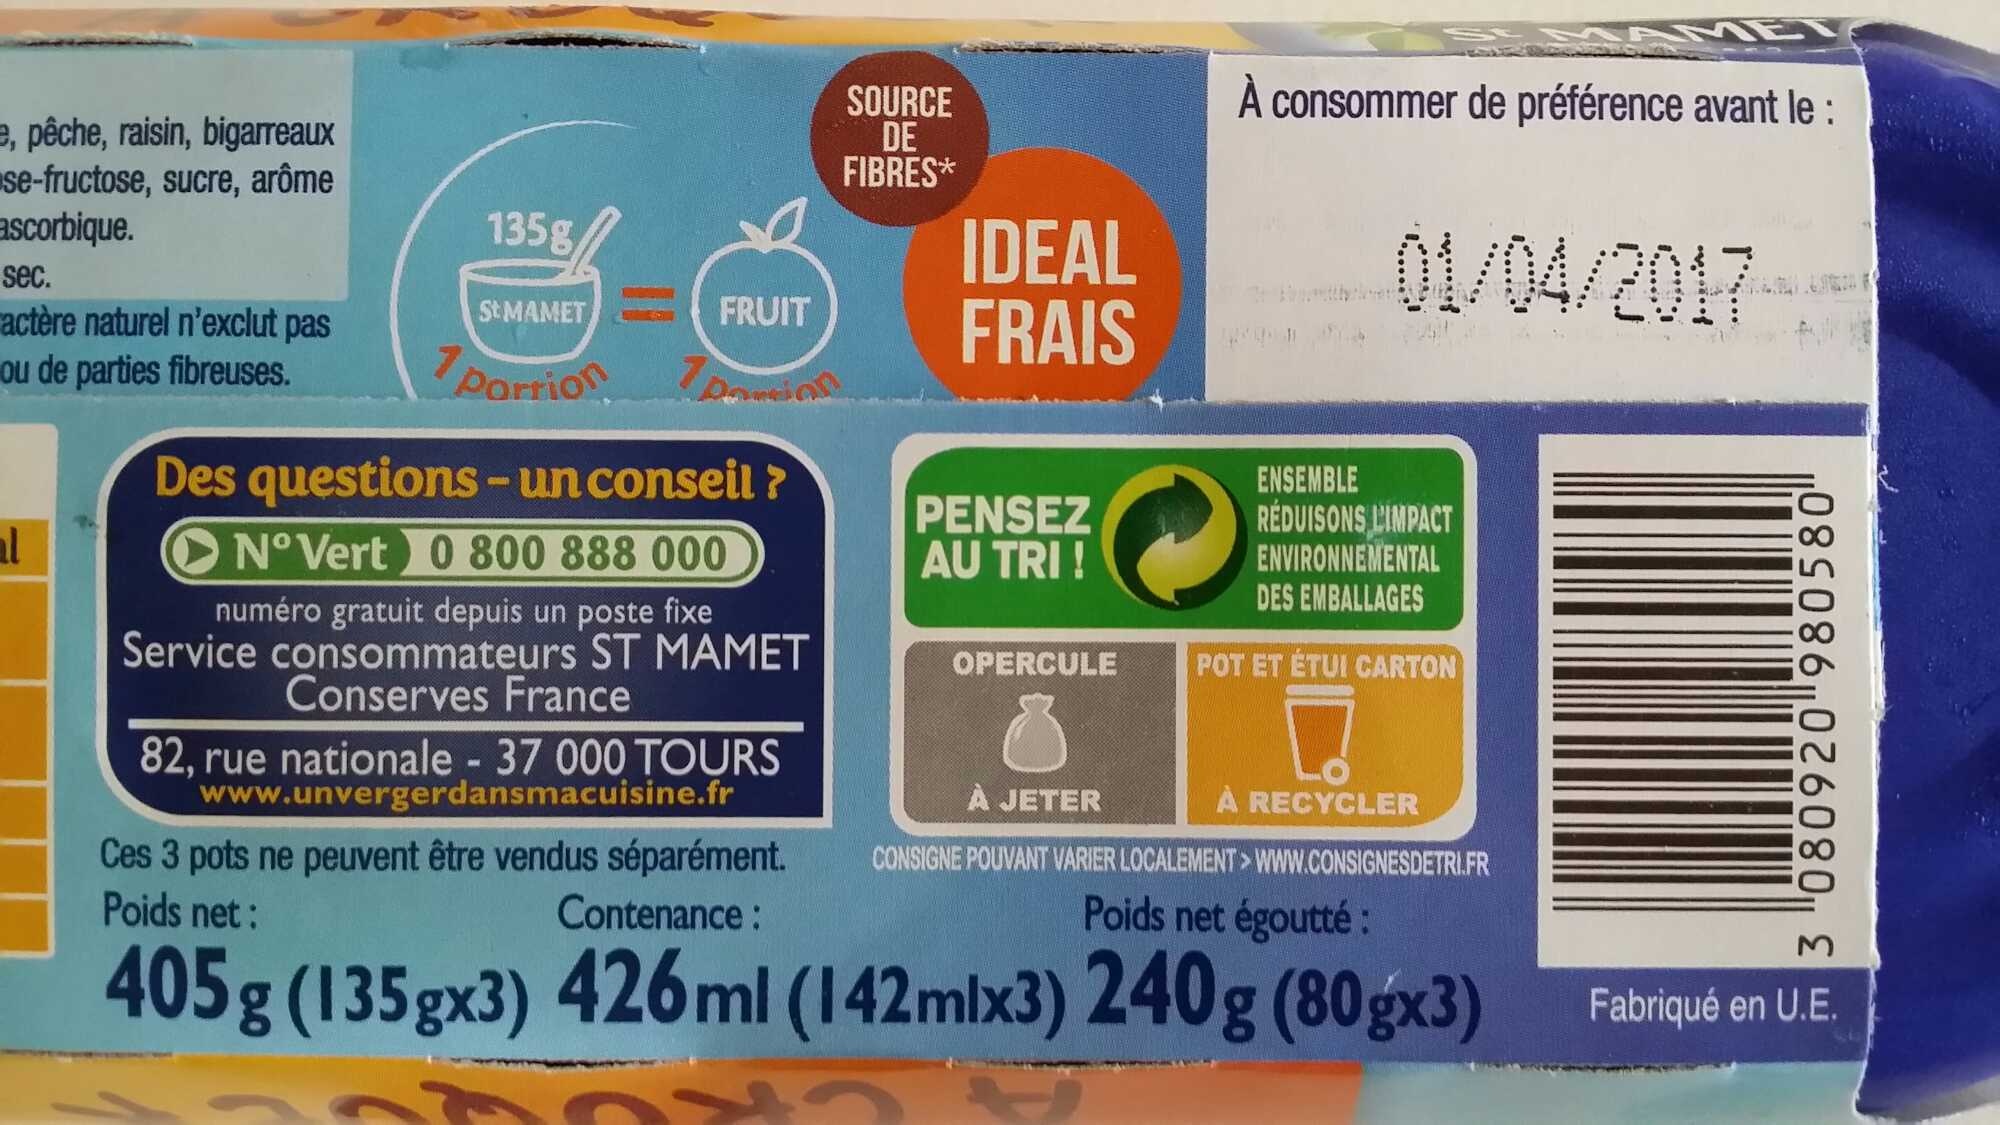 St MAMET
, pêche, raisin, bigarreaux
-fructose, sucre, arôme
ascorbique.
sec.
naturel n'exclut pas
ou de parties fibreuses.
135g
St MAMET
1 portion
=
FRUIT
1 portion
SOURCE
DE
FIBRES*
IDEAL
FRAIS
À consommer de préférence avant le :
01/04/2017
Des questions - un conseil ?
N° Vert 0 800 888 000
numéro gratuit depuis un poste fixe
Service consommateurs ST MAMET
Conserves France
82, rue nationale - 37 000 TOURS
www.unvergerdansmacuisine.fr
PENSEZ
AU TRI !
ENSEMBLE
RÉDUISONS L'IMPACT
ENVIRONNEMENTAL
DES EMBALLAGES
OPERCULE
À JETER
POT ET ÉTUI CARTON
À RECYCLER
CONSIGNE POUVANT VARIER LOCALEMENT > WWW.CONSIGNESDETRI.FR
3 080920 980580
Fabriqué en U.E.
Ces 3 pots ne peuvent être vendus séparément.
Poids net :
405g (135gx3)
Contenance :
426ml (142mlx3)
Poids net égoutté :
240g (80gx3)